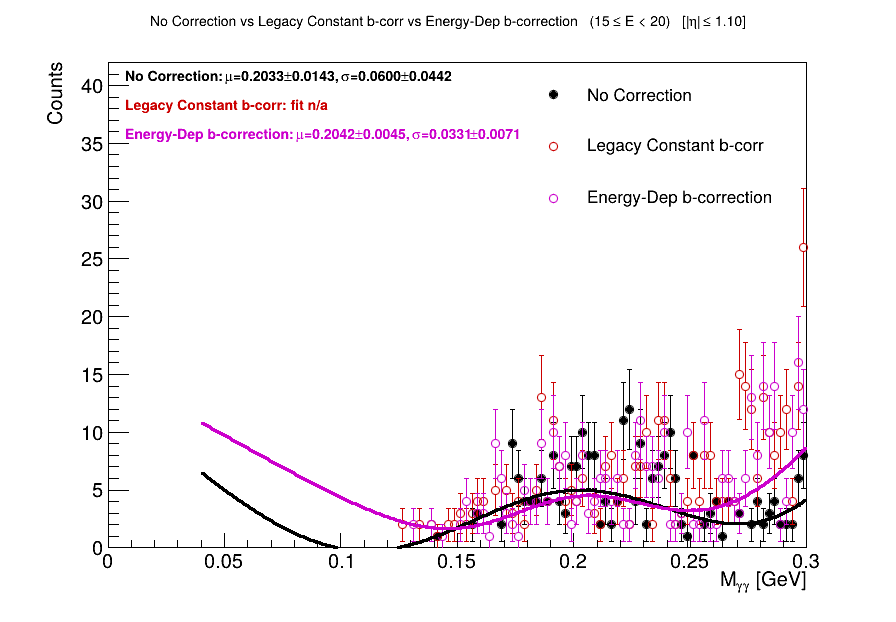 No Correction vs Legacy Constant b-corr vs Energy-Dep b-correction (15 ≤ E < 20) [|η| ≤ 1.10]
Counts
No Correction: μ=0.2033±0.0143, σ=0.0600±0.0442
Legacy Constant b-corr: fit n/a
Energy-Dep b-correction: μ=0.2042±0.0045, σ=0.0331±0.0071
No Correction
Legacy Constant b-corr
Energy-Dep b-correction
40
35
30
25
20
15
10
5
0
0 0.05 0.1 0.15 0.2 0.25 0.3
Mγγ [GeV]